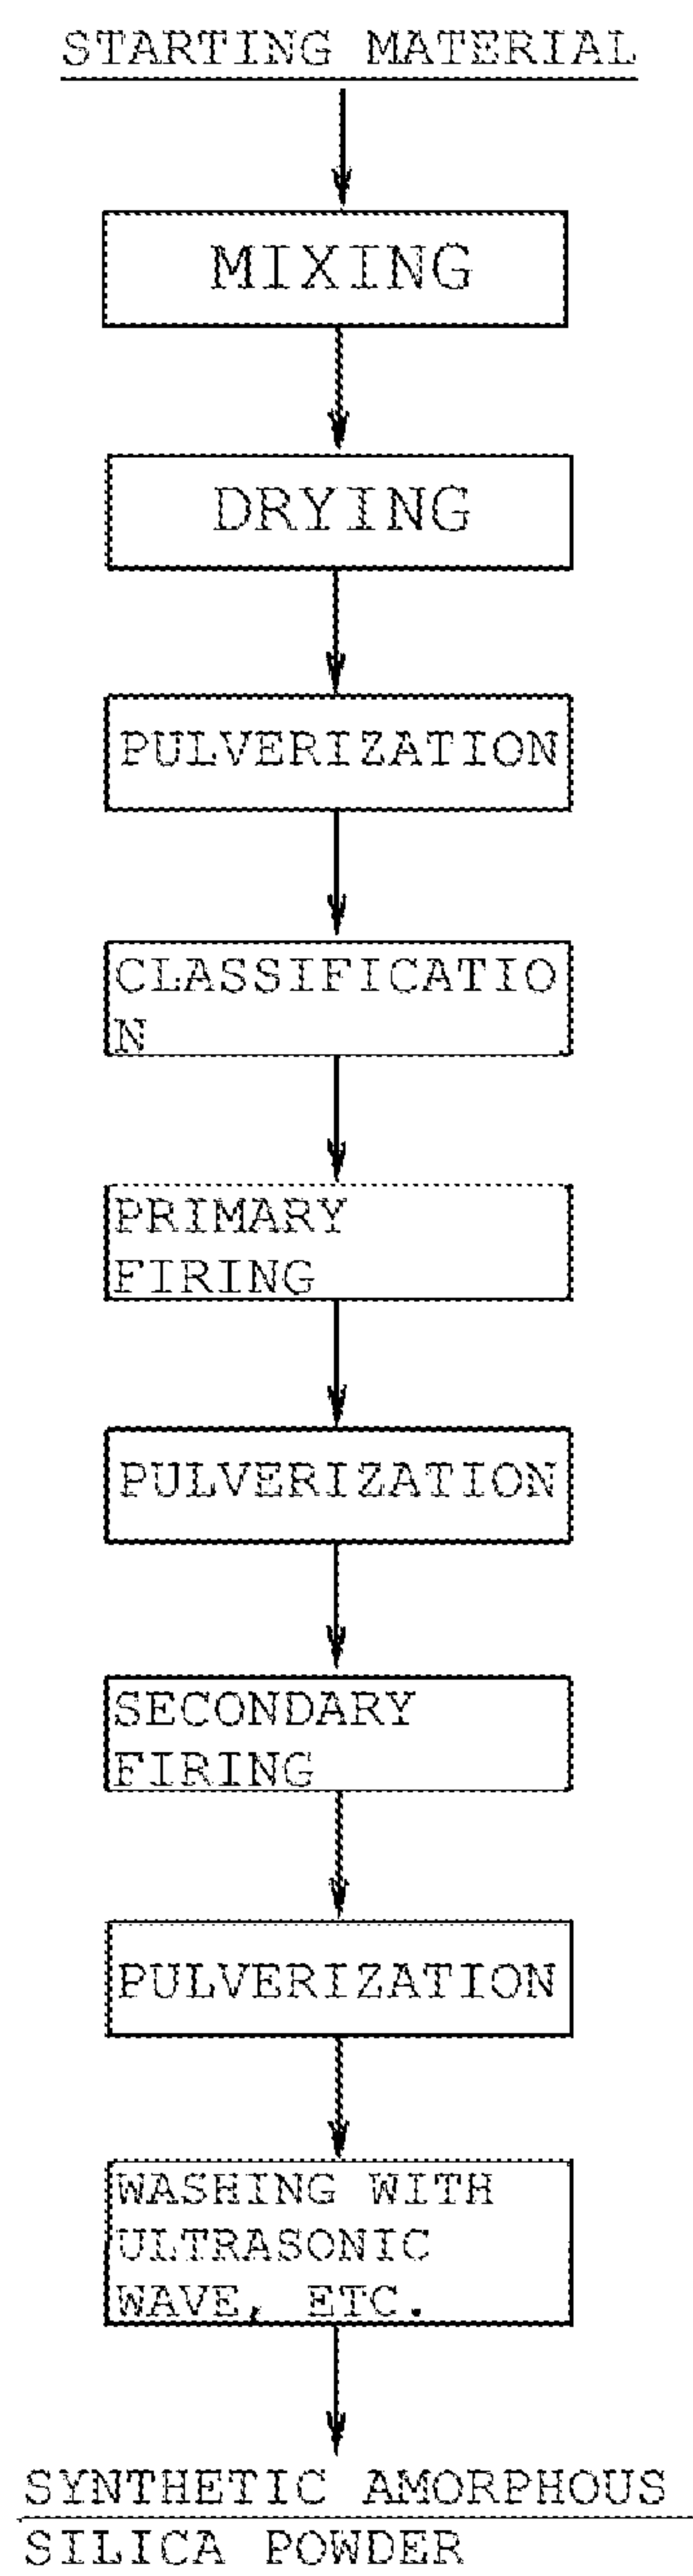 STARTING MATERIAL
MIXING
DRYING
PULVERIZATION
CLASSIFICATIO
N
PRIMARY
FIRING
PULVERIZATION
SECONDARY
FIRING
PULVERIZATION
WASHING WITH
ULTRASONIC
WAVE, ETC.
SYNTHETIC AMORPHOUS
SILICA POWDER